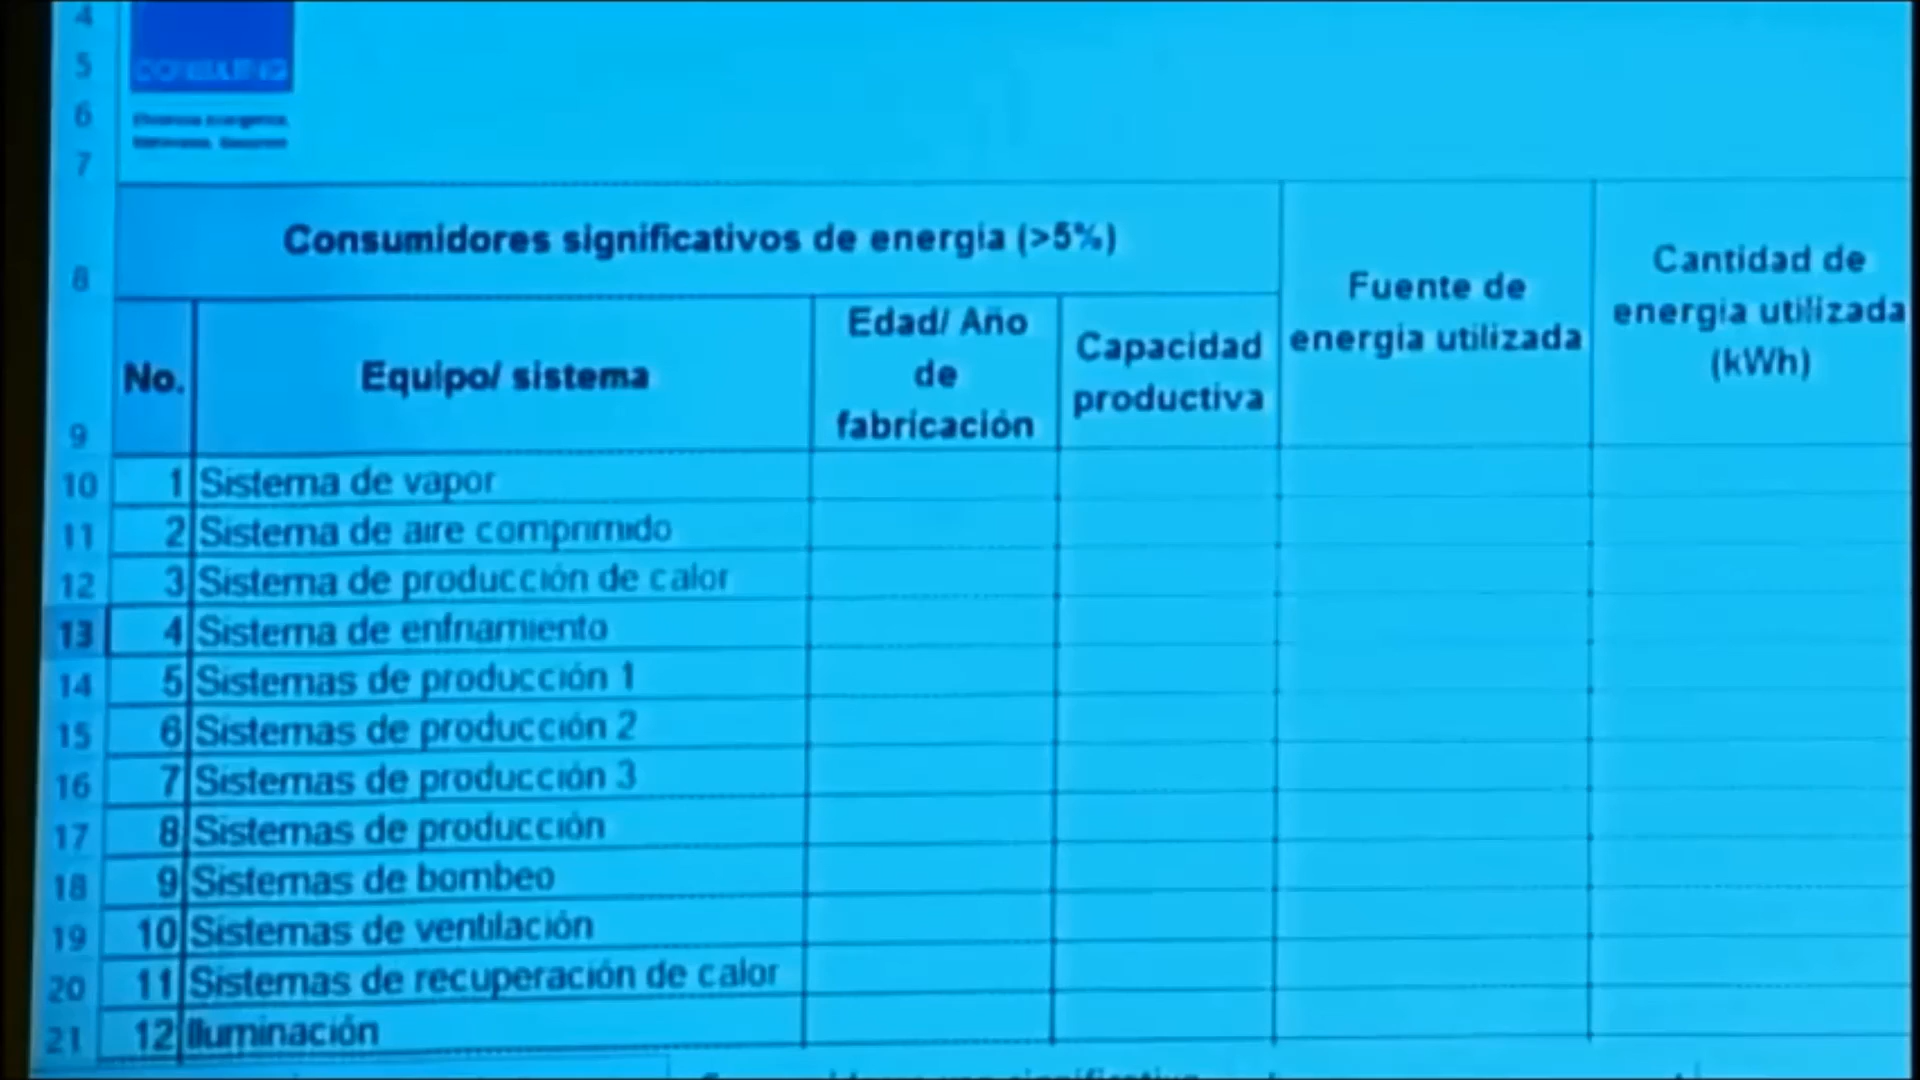 4
5
CONSULTING
6
7
Consumidores significativos de energía (>5%)
8
Fuente de
energía utilizada
Cantidad de
energía utilizada
(kWh)
No.
Equipo/ sistema
Edad/ Año
de
fabricación
Capacidad
productiva
9
10 1 Sistema de vapor
11 2 Sistema de aire comprimido
12 3 Sistema de producción de calor
13 4 Sistema de enfriamiento
14 5 Sistemas de producción 1
15 6 Sistemas de producción 2
16 7 Sistemas de producción 3
17 8 Sistemas de producción
18 9 Sistemas de bombeo
19 10 Sistemas de ventilación
20 11 Sistemas de recuperación de calor
21 12 Iluminación